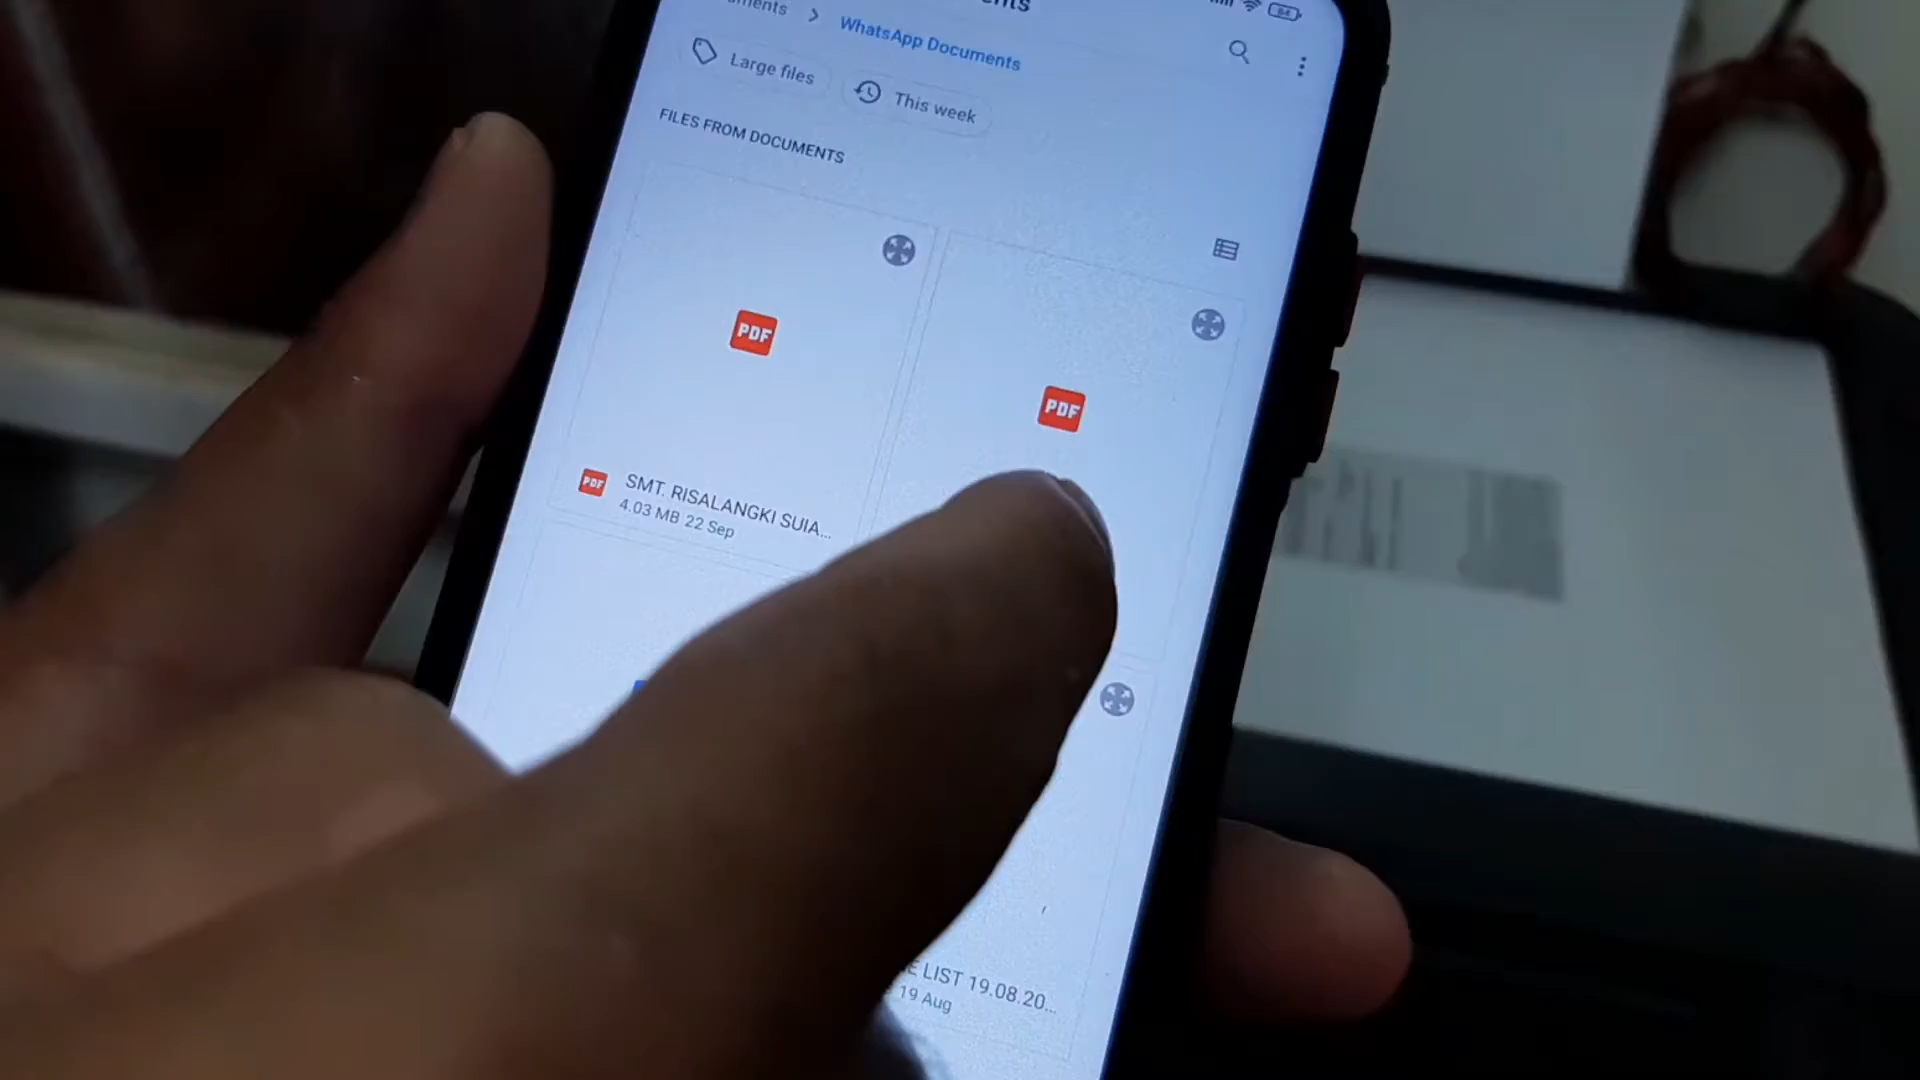 WhatsApp Documents
Large files
This week
FILES FROM DOCUMENTS
PDF
PDF
PDF
SMT. RISALANGKI SUIA...
4.03 MB 22 Sep
LIST 19.08.20...
19 Aug